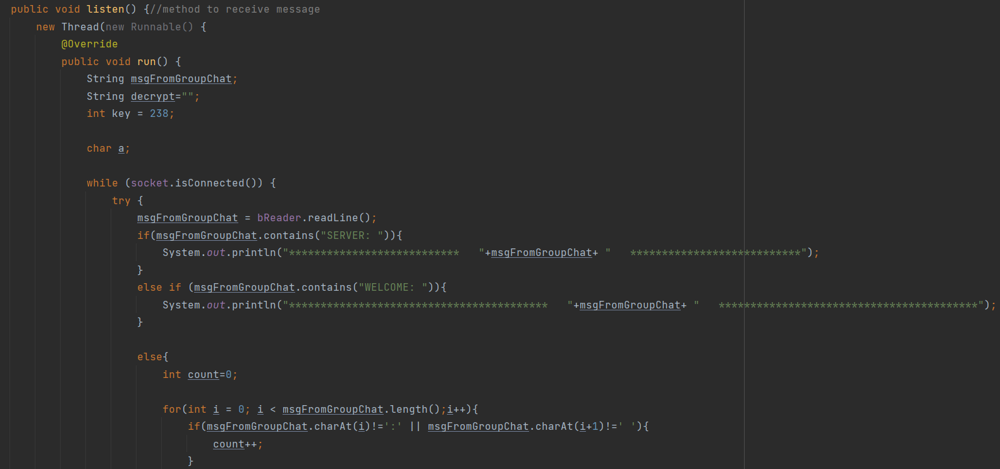 public void listen() {//method to receive message
    new Thread(new Runnable() {
        @Override
        public void run() {
            String msgFromGroupChat;
            String decrypt="";
            int key = 238;

            char a;

            while (socket.isConnected()) {
                try {
                    msgFromGroupChat = bReader.readLine();
                    if(msgFromGroupChat.contains("SERVER: ")){
                        System.out.println("***************************   "+msgFromGroupChat+ "   ***************************");
                    }
                    else if (msgFromGroupChat.contains("WELCOME: ")){
                        System.out.println("*****************************************   "+msgFromGroupChat+ "   *****************************************");
                    }

                    else{
                        int count=0;

                        for(int i = 0; i < msgFromGroupChat.length();i++){
                            if(msgFromGroupChat.charAt(i)!=':' || msgFromGroupChat.charAt(i+1)!=' '){
                                count++;
                            }